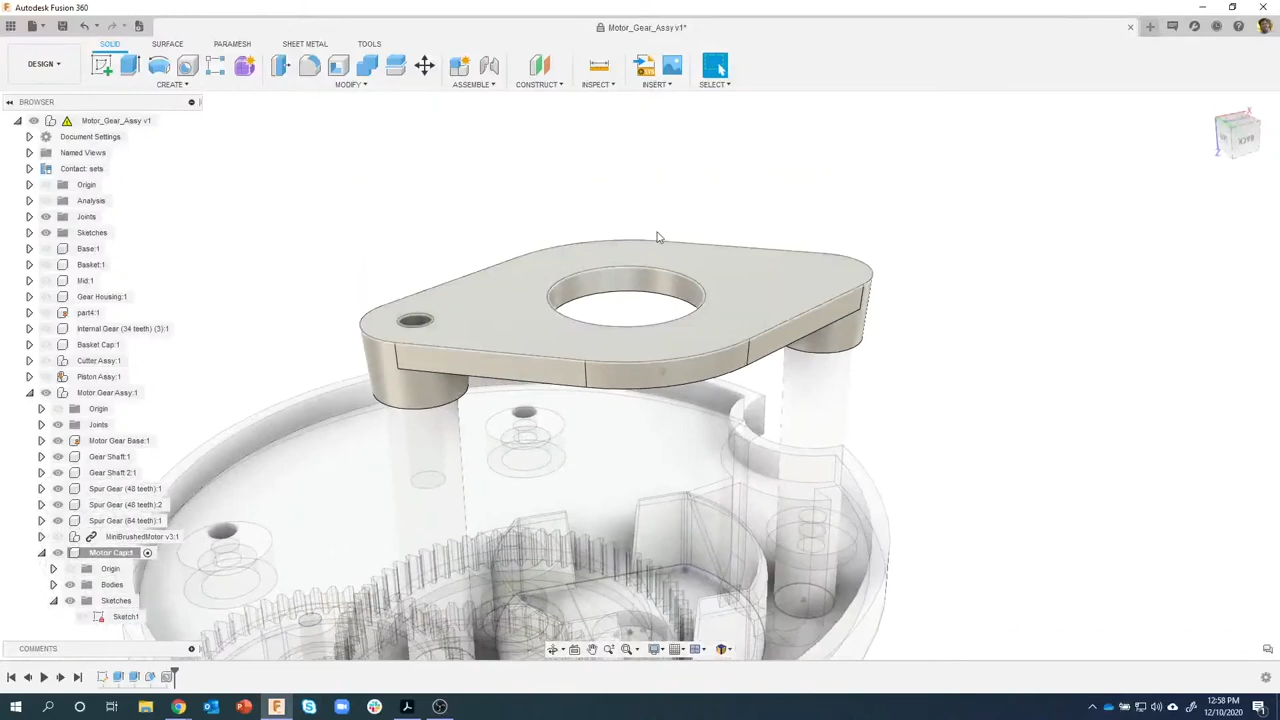 Autodesk Fusion 360
Motor_Gear_Assy v1*
DESIGN
SOLID SURFACE PARAMESH SHEET METAL TOOLS
CREATE MODIFY ASSEMBLE CONSTRUCT INSPECT INSERT SELECT
BROWSER
Motor_Gear_Assy v1
Document Settings
Named Views
Contact: sets
Origin
Analysis
Joints
Sketches
Base:1
Basket:1
Mid:1
Gear Housing:1
part4:1
Internal Gear (34 teeth) (3):1
Basket Cap:1
Cutter Assy:1
Piston Assy:1
Motor Gear Assy:1
Origin
Joints
Motor Gear Base:1
Gear Shaft:1
Gear Shaft 2:1
Spur Gear (48 teeth):1
Spur Gear (48 teeth):2
Spur Gear (64 teeth):1
MiniBrushedMotor v3:1
Motor Cap:1
Origin
Bodies
Sketches
Sketch1
COMMENTS
BACK
12:58 PM
12/10/2020